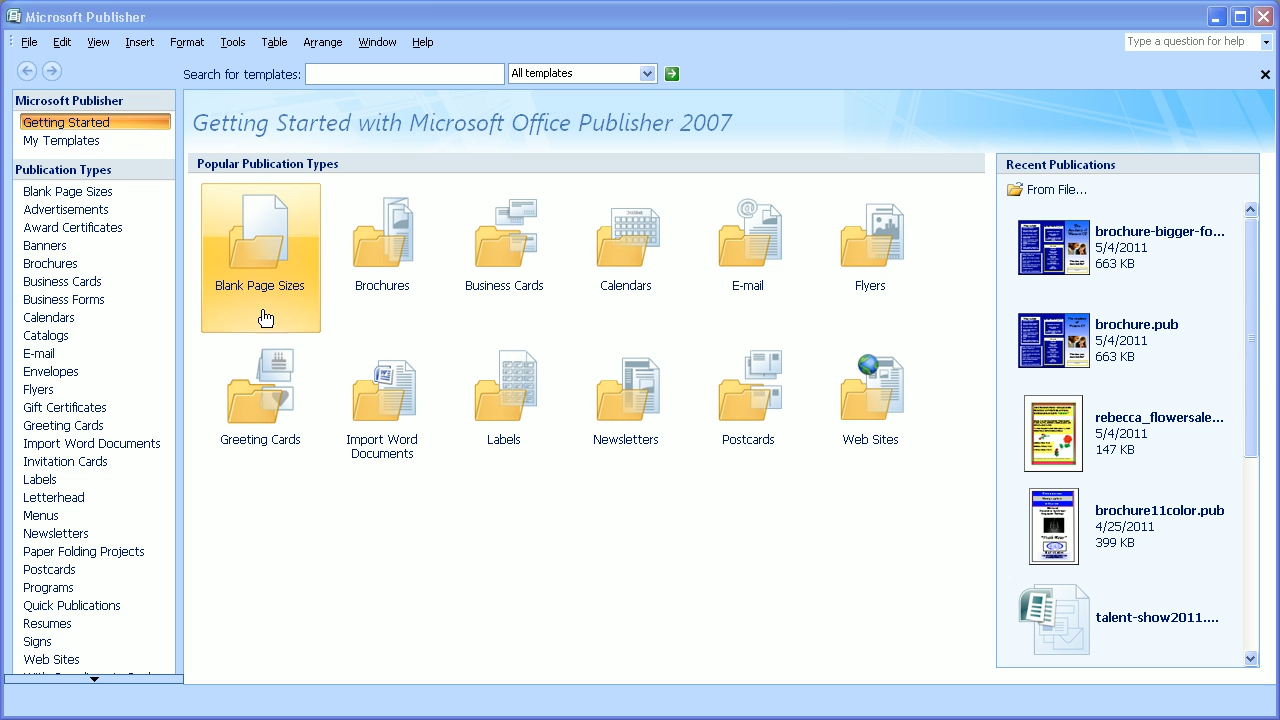 Microsoft Publisher
File Edit View Insert Format Tools Table Arrange Window Help
Type a question for help
Search for templates:
All templates
Microsoft Publisher
Getting Started
My Templates
Publication Types
Blank Page Sizes
Advertisements
Award Certificates
Banners
Brochures
Business Cards
Business Forms
Calendars
Catalogs
E-mail
Envelopes
Flyers
Gift Certificates
Greeting Cards
Import Word Documents
Invitation Cards
Labels
Letterhead
Menus
Newsletters
Paper Folding Projects
Postcards
Programs
Quick Publications
Resumes
Signs
Web Sites
Getting Started with Microsoft Office Publisher 2007
Popular Publication Types
Blank Page Sizes
Brochures
Business Cards
Calendars
E-mail
Flyers
Greeting Cards
Import Word
Documents
Labels
Newsletters
Postcards
Web Sites
Recent Publications
From File...
brochure-bigger-fo...
5/4/2011
663 KB
brochure.pub
5/4/2011
663 KB
rebecca_flowersale...
5/4/2011
147 KB
brochure11color.pub
4/25/2011
399 KB
talent-show2011....